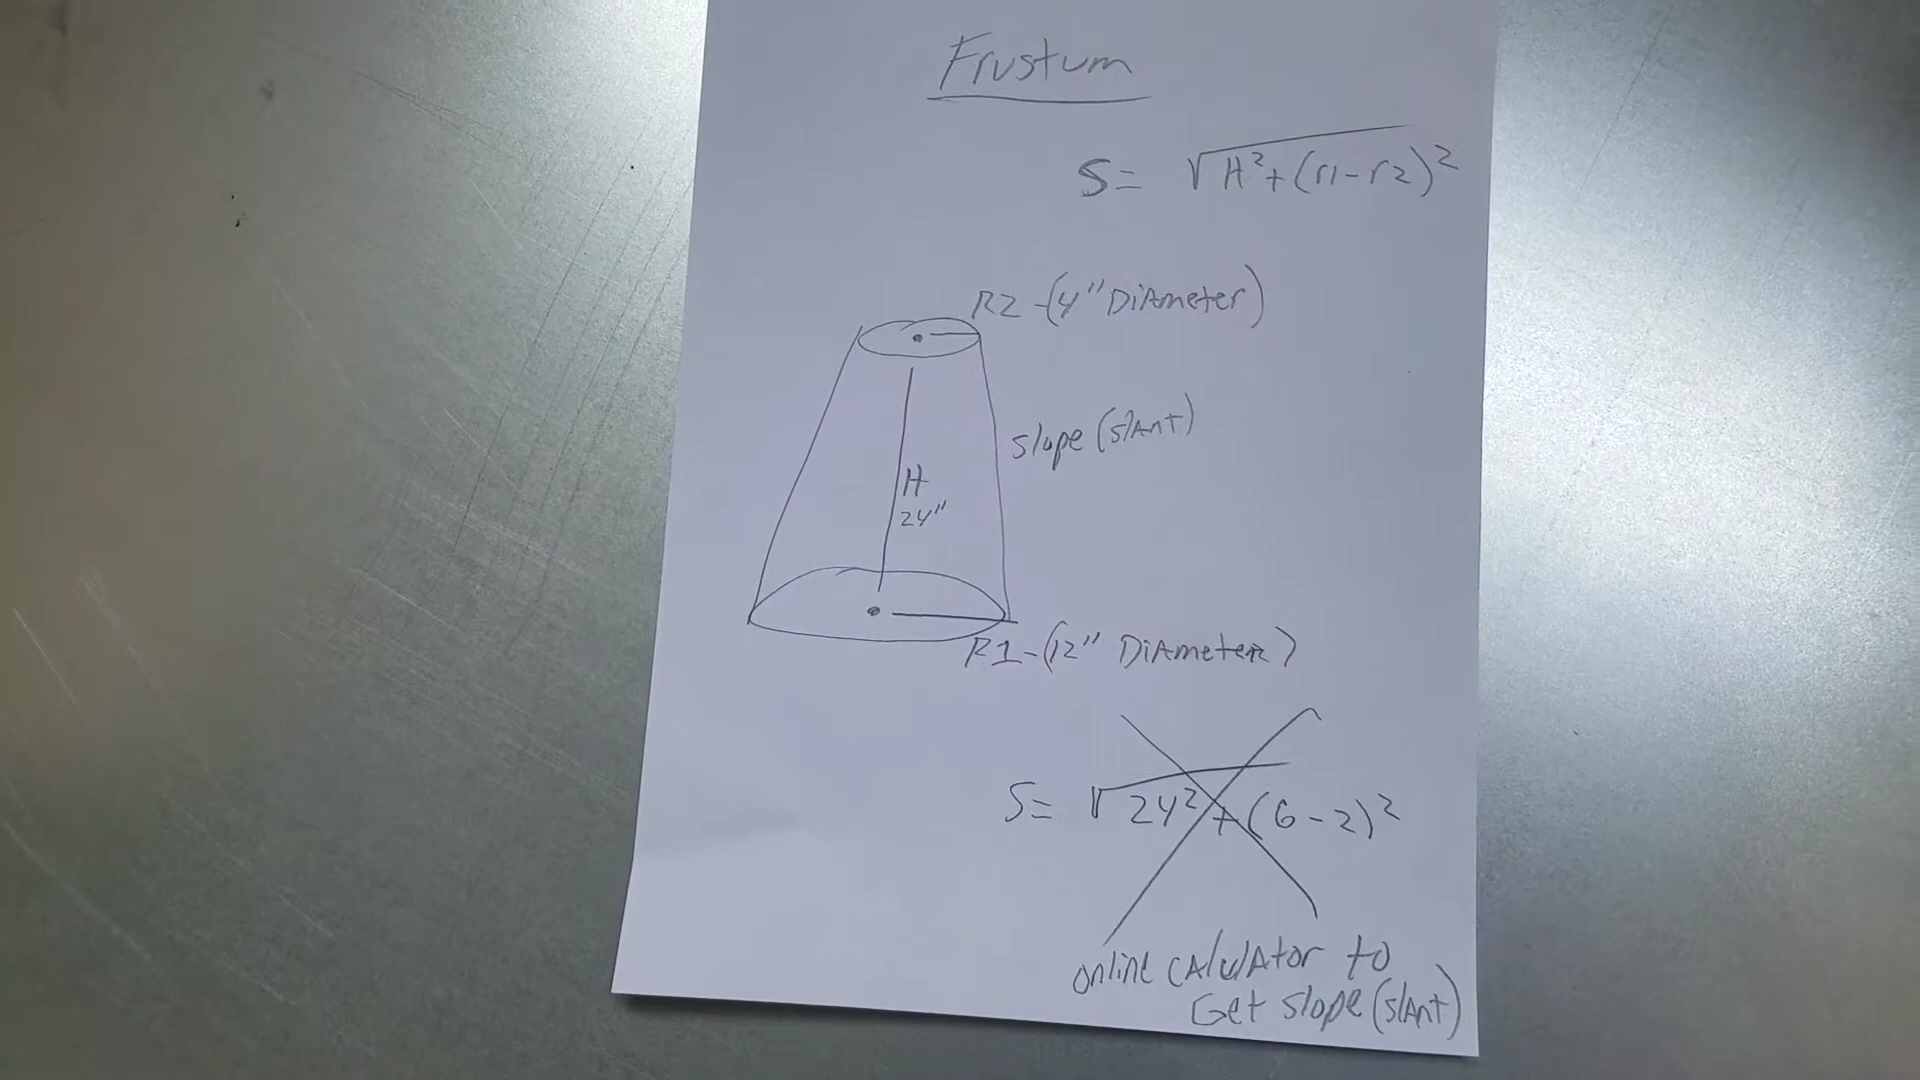 Frustum
S= √H²+(r1-r2)²
R2-(4" DiAmeter)
Slope (slAnt)
H
24"
R1-(12" DiAmeter)
S= √24²+(6-2)²
online cAlculAtor to
Get slope (slAnt)